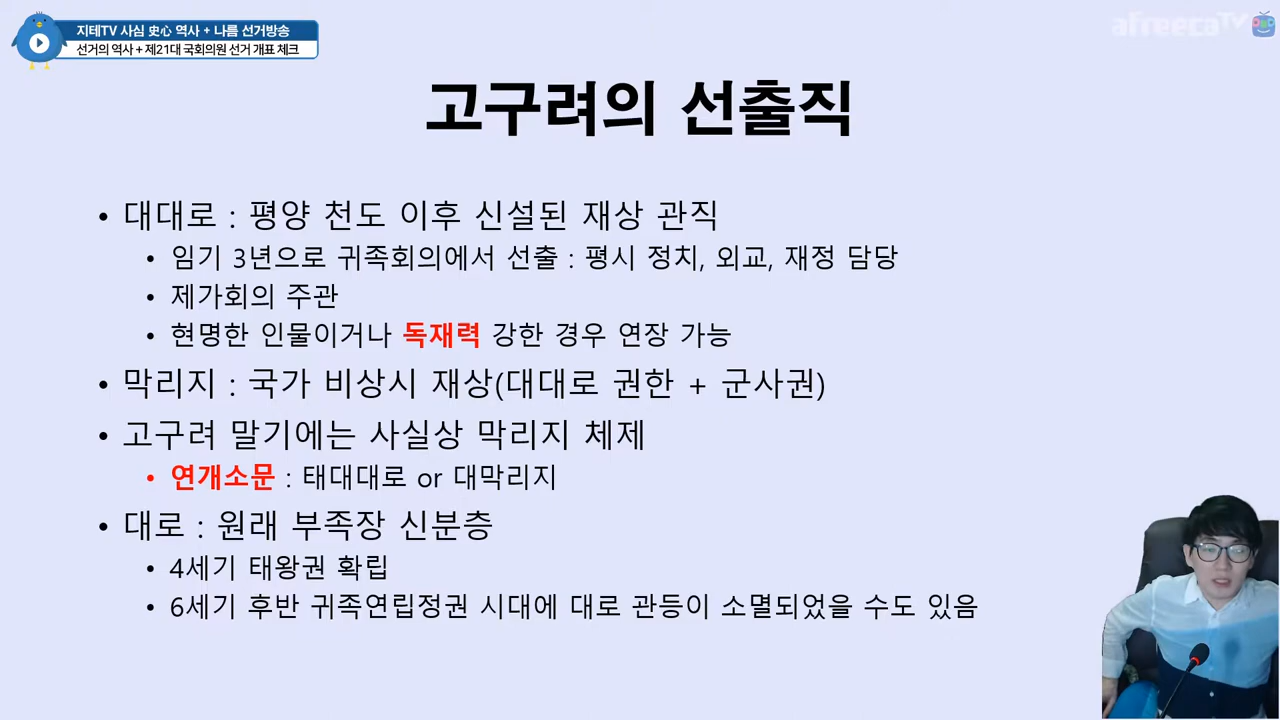 지테TV 사심 史心 역사 + 나름 선거방송
선거의 역사 + 제21대 국회의원 선거 개표 체크
afreecaTV
고구려의 선출직
• 대대로 : 평양 천도 이후 신설된 재상 관직
• 임기 3년으로 귀족회의에서 선출 : 평시 정치, 외교, 재정 담당
• 제가회의 주관
• 현명한 인물이거나 독재력 강한 경우 연장 가능
• 막리지 : 국가 비상시 재상(대대로 권한 + 군사권)
• 고구려 말기에는 사실상 막리지 체제
• 연개소문 : 태대대로 or 대막리지
• 대로 : 원래 부족장 신분층
• 4세기 태왕권 확립
• 6세기 후반 귀족연립정권 시대에 대로 관등이 소멸되었을 수도 있음